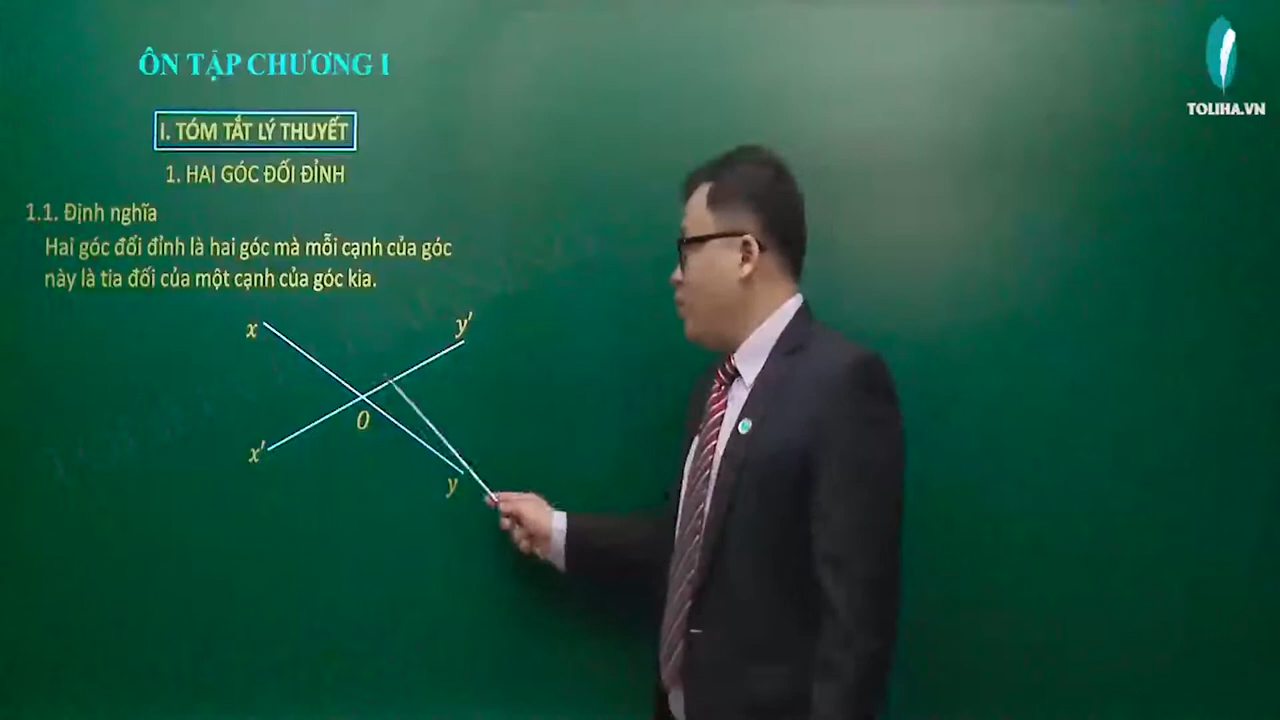 ÔN TẬP CHƯƠNG I
I. TÓM TẮT LÝ THUYẾT
1. HAI GÓC ĐỐI ĐỈNH
1.1. Định nghĩa
Hai góc đối đỉnh là hai góc mà mỗi cạnh của góc
này là tia đối của một cạnh của góc kia.
x
y'
O
x'
y
TOLIHA.VN